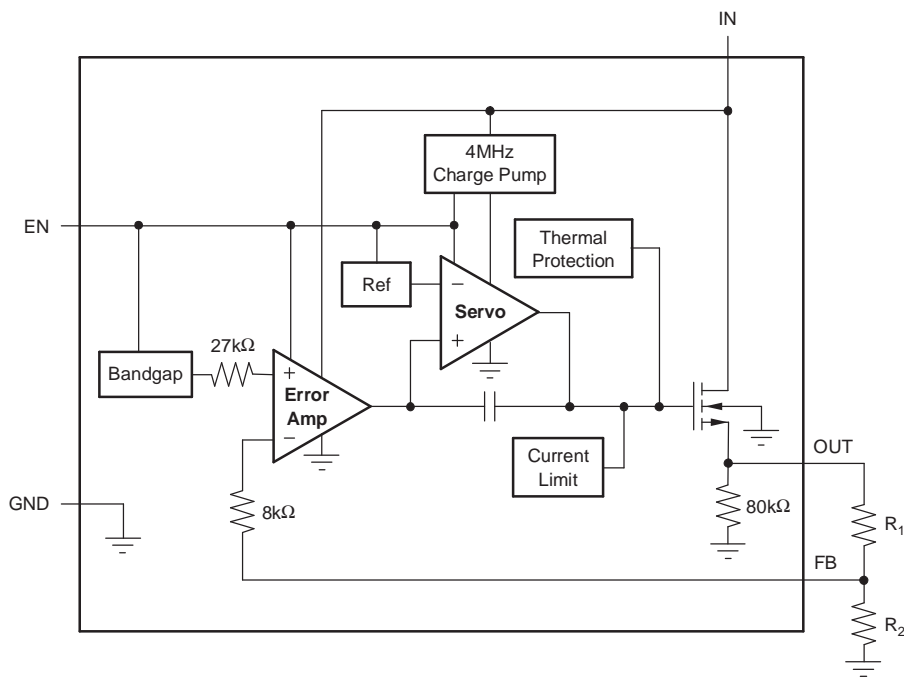 IN
4MHz
Charge Pump
EN
Thermal
Protection
Ref
−
Servo
+
27kΩ
Bandgap
+
Error
Amp
−
Current
Limit
OUT
GND
8kΩ
80kΩ
R1
FB
R2